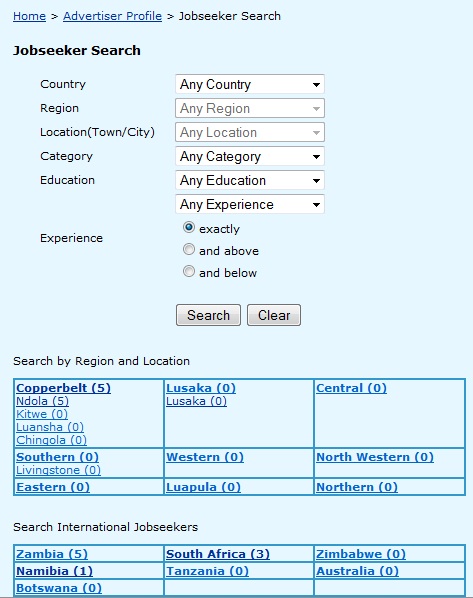 Home > Advertiser Profile > Jobseeker Search
Jobseeker Search
Country Any Country
Region Any Region
Location(Town/City) Any Location
Category Any Category
Education Any Education
Any Experience
Experience
exactly
and above
and below
Search Clear
Search by Region and Location
Copperbelt (5) Lusaka (0) Central (0)
Ndola (5) Lusaka (0)
Kitwe (0)
Luansha (0)
Chingola (0)
Southern (0) Western (0) North Western (0)
Livingstone (0)
Eastern (0) Luapula (0) Northern (0)
Search International Jobseekers
Zambia (5) South Africa (3) Zimbabwe (0)
Namibia (1) Tanzania (0) Australia (0)
Botswana (0)